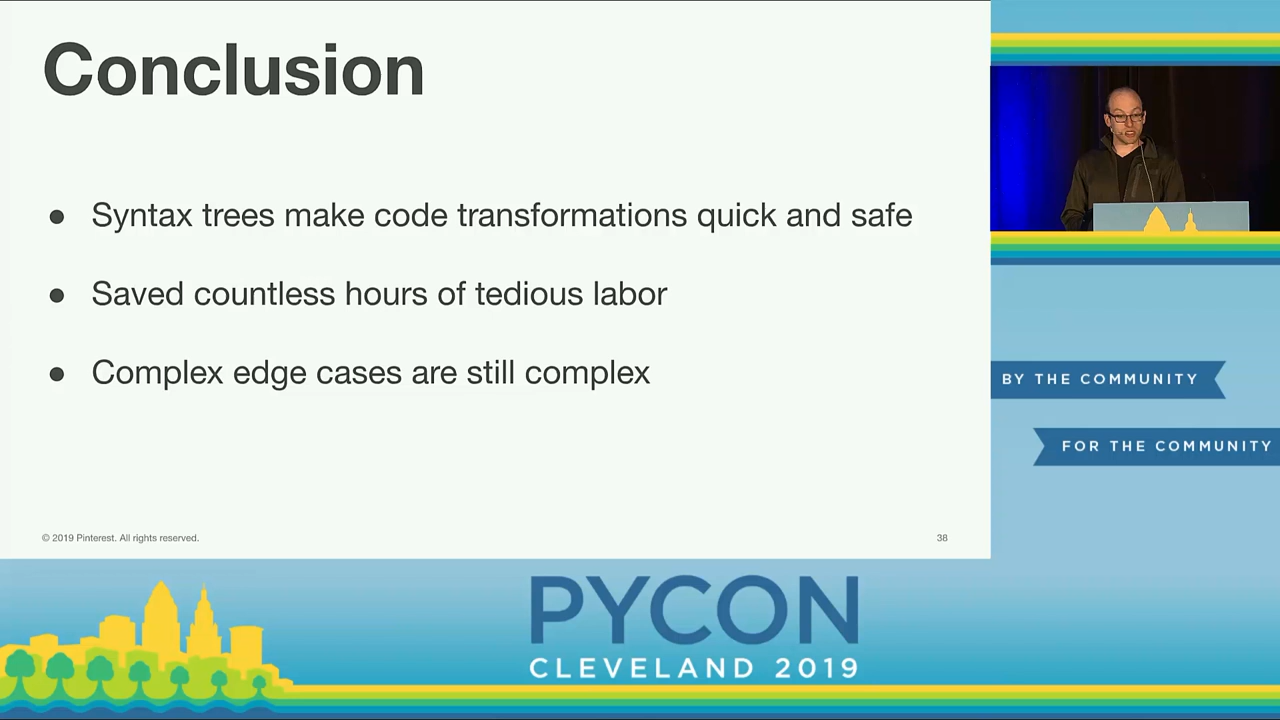 Conclusion
● Syntax trees make code transformations quick and safe
● Saved countless hours of tedious labor
● Complex edge cases are still complex
© 2019 Pinterest. All rights reserved.
38
BY THE COMMUNITY
FOR THE COMMUNITY
PYCON
CLEVELAND 2019